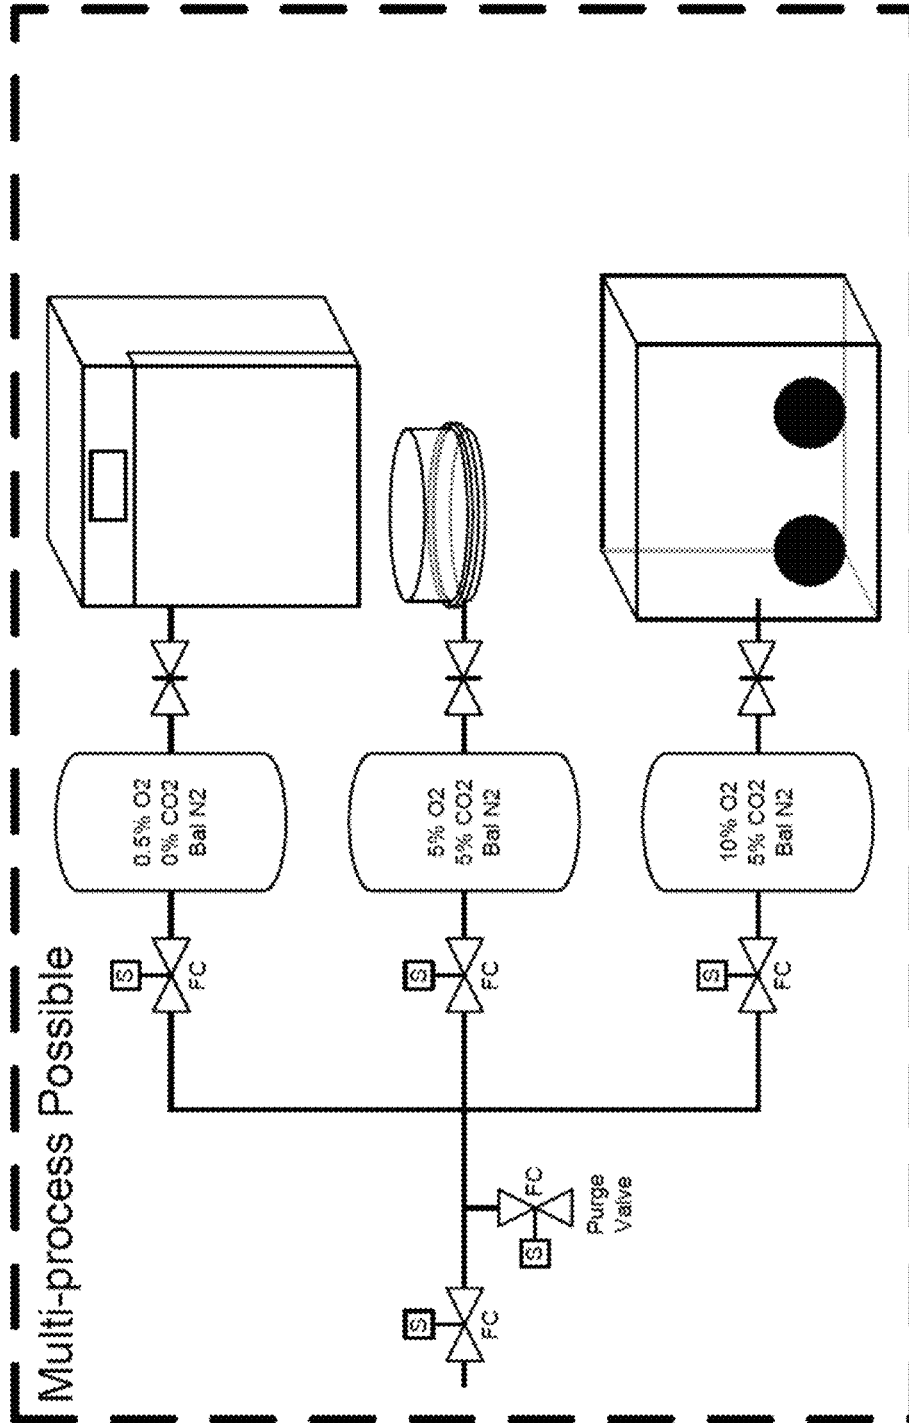 Multi-process Possible
S
FC
0.5% O2
0% CO2
Bal N2
S
FC
S
FC
Purge
Valve
S
FC
5% O2
5% CO2
Bal N2
S
FC
10% O2
5% CO2
Bal N2